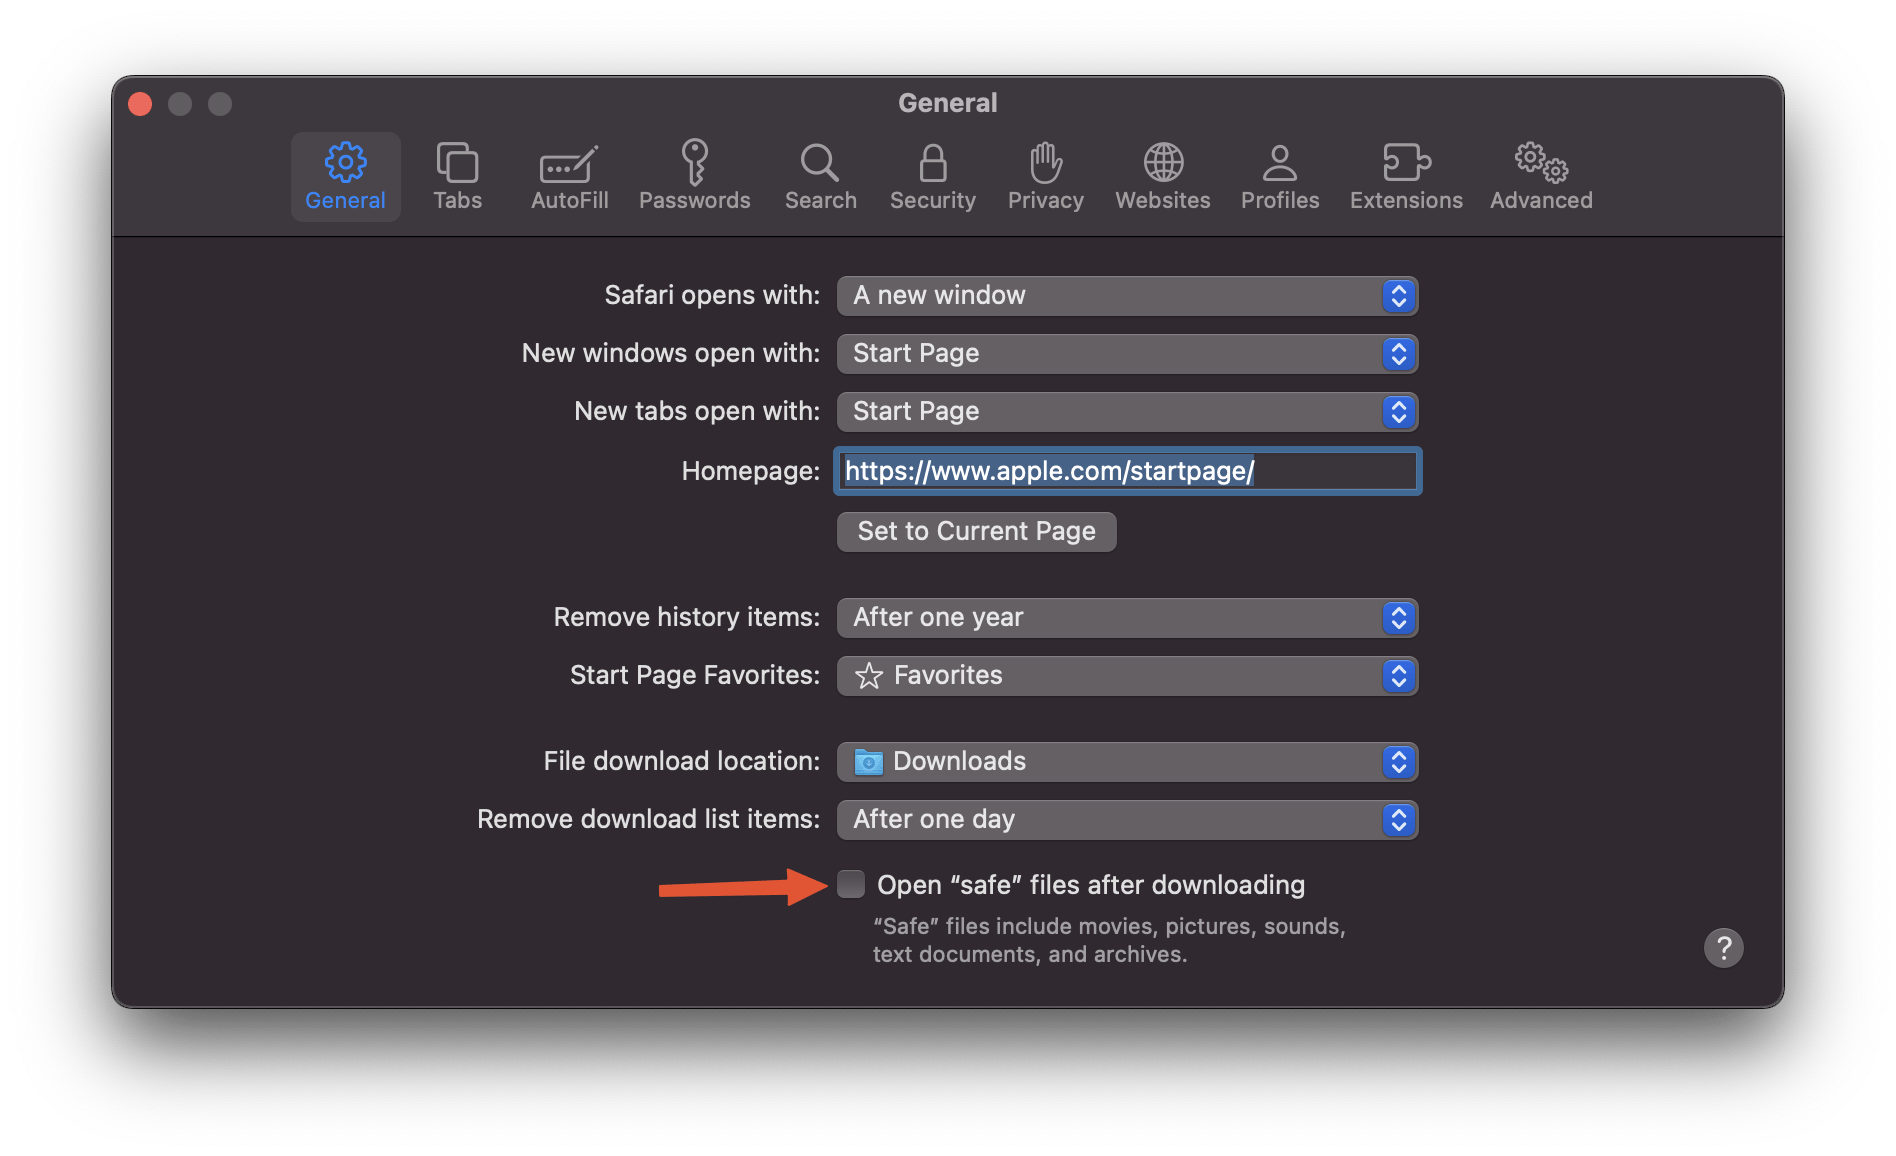 General
General
Tabs
AutoFill
Passwords
Search
Security
Privacy
Websites
Profiles
Extensions
Advanced
Safari opens with: A new window
New windows open with: Start Page
New tabs open with: Start Page
Homepage: https://www.apple.com/startpage/
Set to Current Page
Remove history items: After one year
Start Page Favorites: Favorites
File download location: Downloads
Remove download list items: After one day
Open “safe” files after downloading
“Safe” files include movies, pictures, sounds,
text documents, and archives.
?